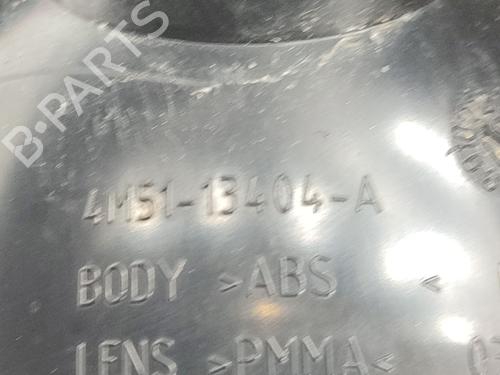 B-PARTS
4M51-13404-A
BODY >ABS <
LENS >PMMA<